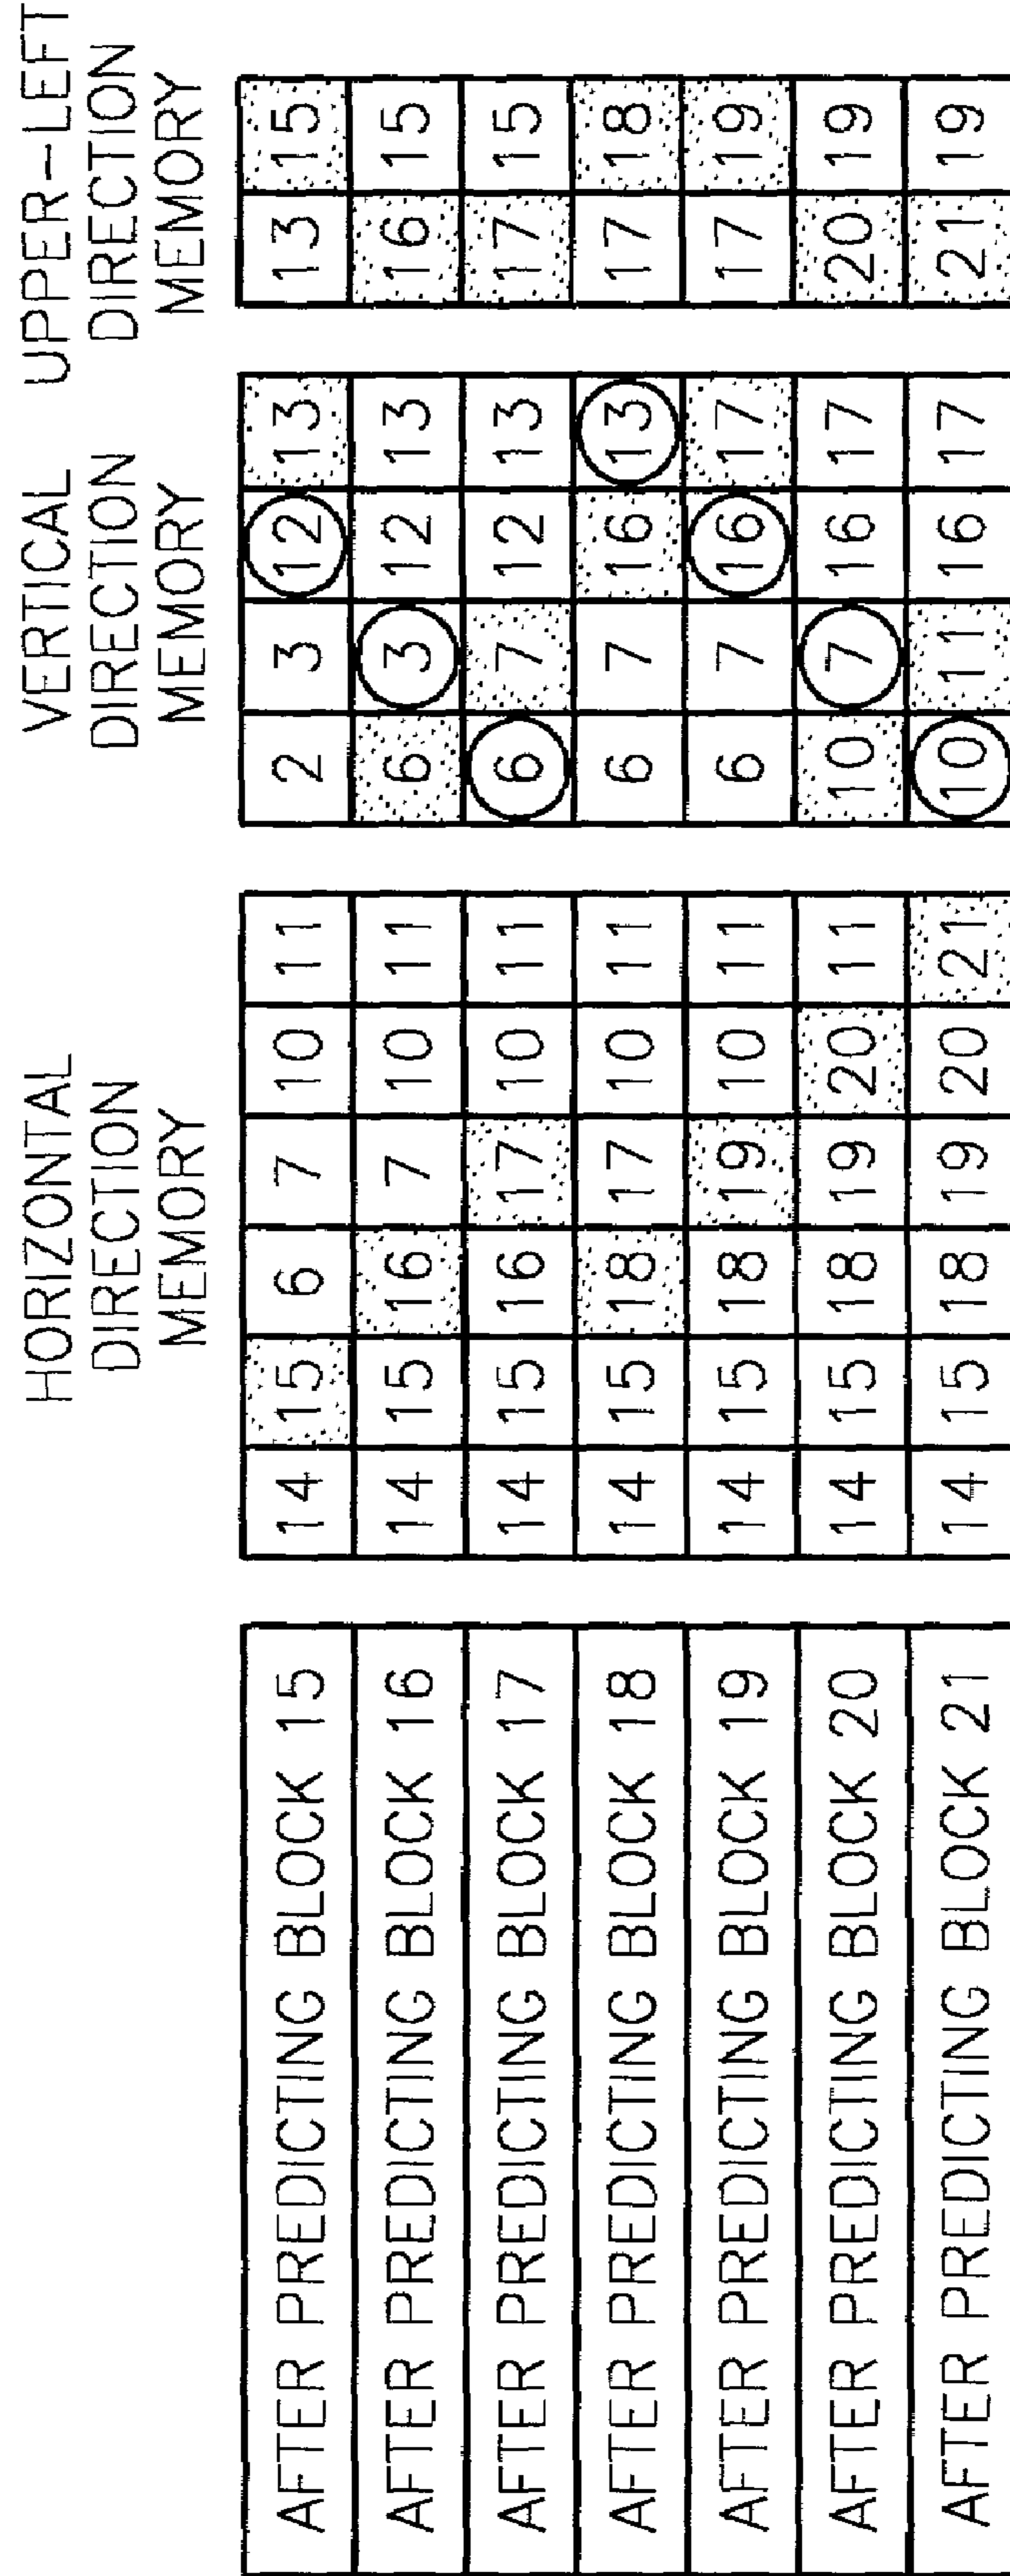 HORIZONTAL DIRECTION MEMORY VERTICAL DIRECTION MEMORY UPPER-LEFT DIRECTION MEMORY
AFTER PREDICTING BLOCK 15 14 15 6 7 10 11 2 3 12 13 13 15
AFTER PREDICTING BLOCK 16 14 15 16 7 10 11 6 3 12 13 16 15
AFTER PREDICTING BLOCK 17 14 15 16 17 10 11 6 7 12 13 17 15
AFTER PREDICTING BLOCK 18 14 15 18 17 10 11 6 7 16 13 17 18
AFTER PREDICTING BLOCK 19 14 15 18 19 10 11 6 7 16 17 17 19
AFTER PREDICTING BLOCK 20 14 15 18 19 20 11 10 7 16 17 20 19
AFTER PREDICTING BLOCK 21 14 15 18 19 20 21 10 11 16 17 21 19